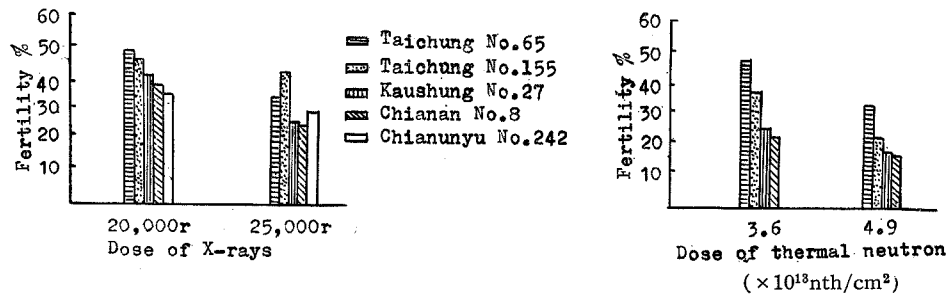 60
50
40
30
20
10
Fertility %
20,000r 25,000r
Dose of X-rays
Taichung No.65
Taichung No.155
Kaushung No.27
Chianan No.8
Chianunyu No.242
60
50
40
30
20
10
Fertility %
3.6 4.9
Dose of thermal neutron
(×10¹³nth/cm²)